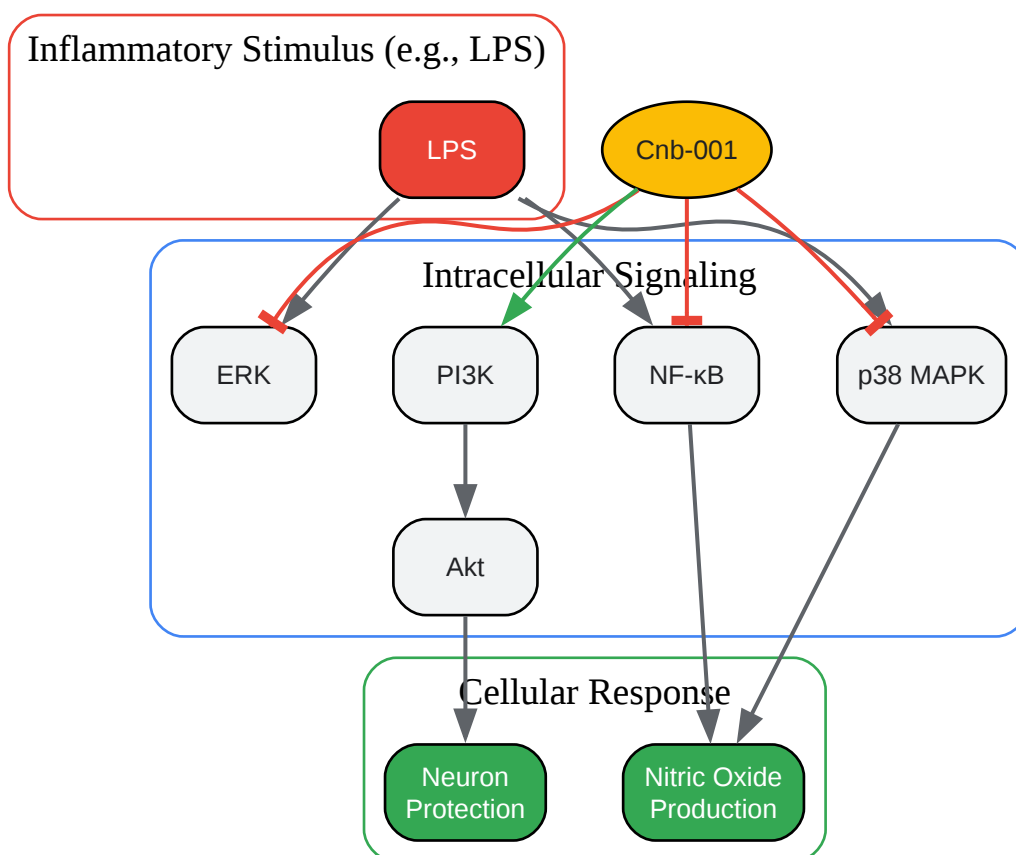 Inflammatory Stimulus (e.g., LPS)
LPS
Cnb-001
Intracellular Signaling
ERK
PI3K
NF-κB
p38 MAPK
Akt
Cellular Response
Neuron
Protection
Nitric Oxide
Production